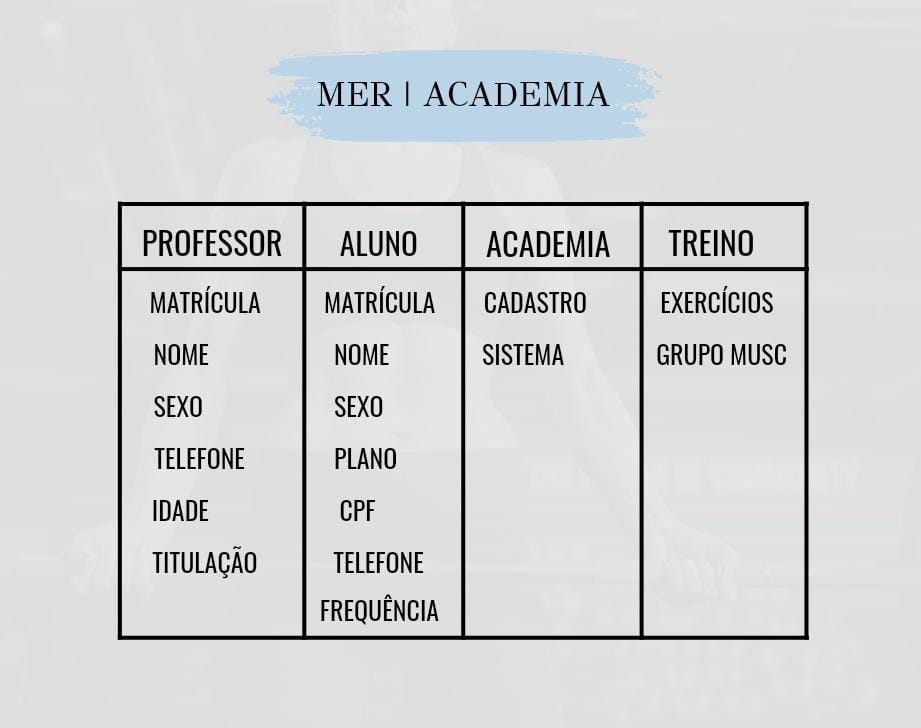 MER | ACADEMIA
PROFESSOR ALUNO ACADEMIA TREINO
MATRÍCULA MATRÍCULA CADASTRO EXERCÍCIOS
NOME NOME SISTEMA GRUPO MUSC
SEXO SEXO
TELEFONE PLANO
IDADE CPF
TITULAÇÃO TELEFONE
FREQUÊNCIA